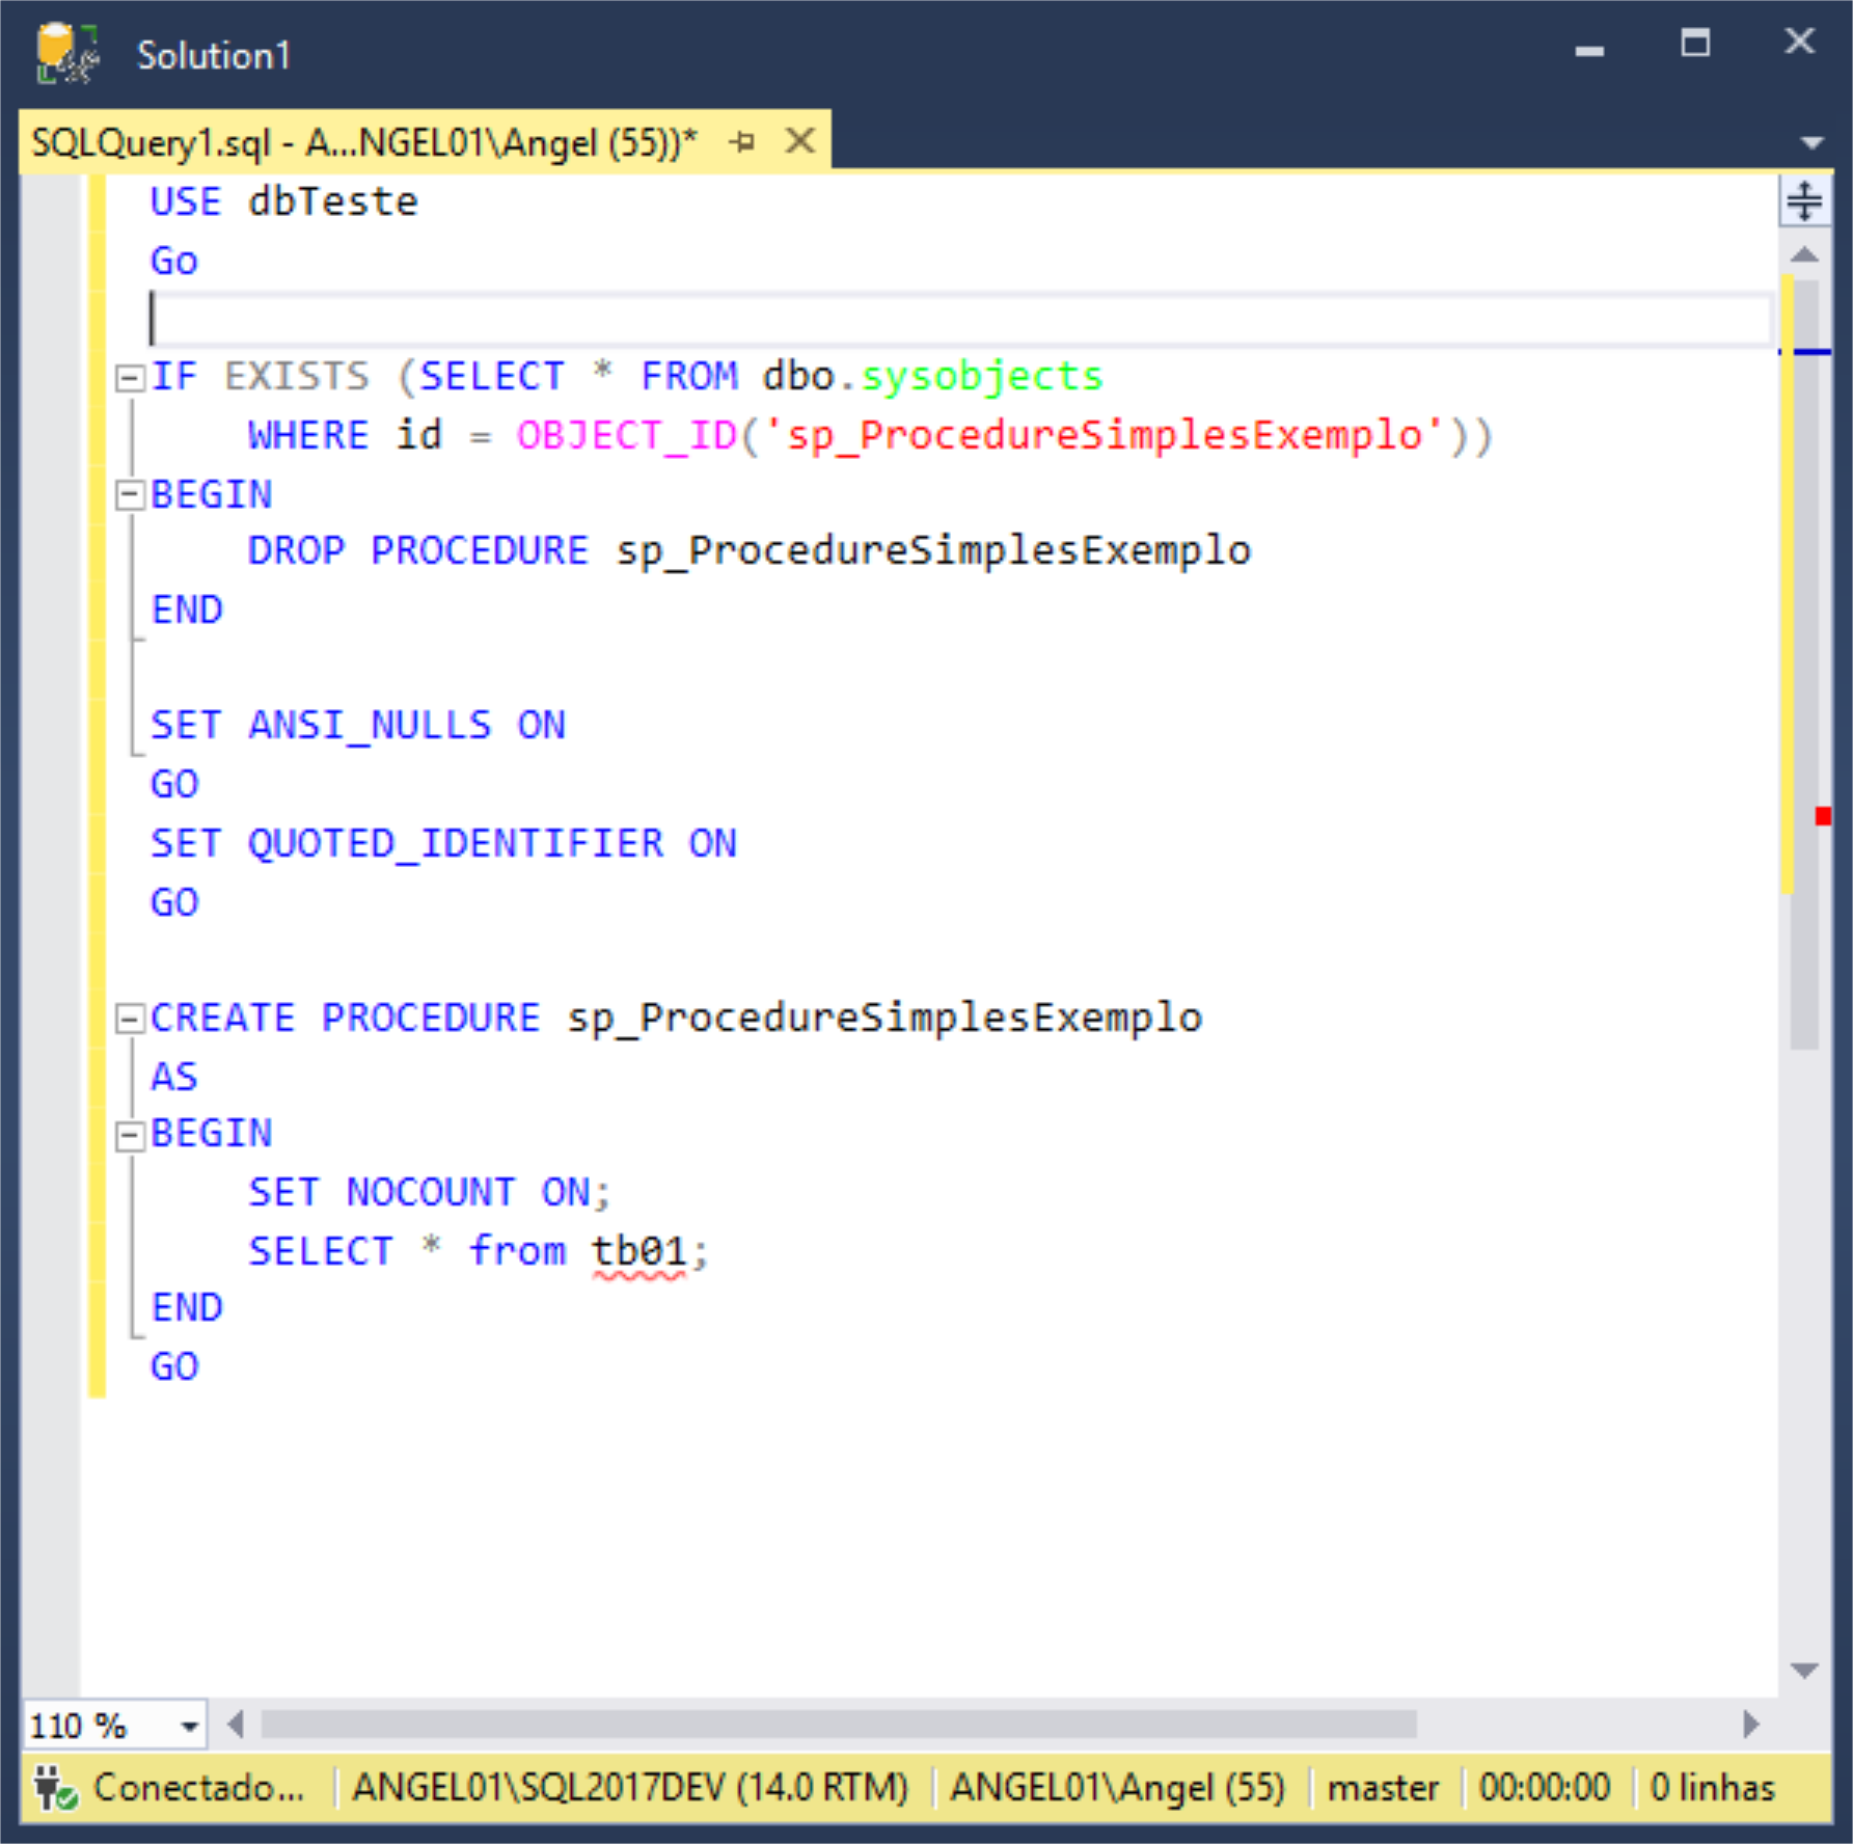 Solution1
SQLQuery1.sql - A...NGEL01\Angel (55))*
USE dbTeste
Go
IF EXISTS (SELECT * FROM dbo.sysobjects
WHERE id = OBJECT_ID('sp_ProcedureSimplesExemplo'))
BEGIN
DROP PROCEDURE sp_ProcedureSimplesExemplo
END
SET ANSI_NULLS ON
GO
SET QUOTED_IDENTIFIER ON
GO
CREATE PROCEDURE sp_ProcedureSimplesExemplo
AS
BEGIN
SET NOCOUNT ON;
SELECT * from tb01;
END
GO
110 %
Conectado... ANGEL01\SQL2017DEV (14.0 RTM) ANGEL01\Angel (55) master 00:00:00 0 linhas